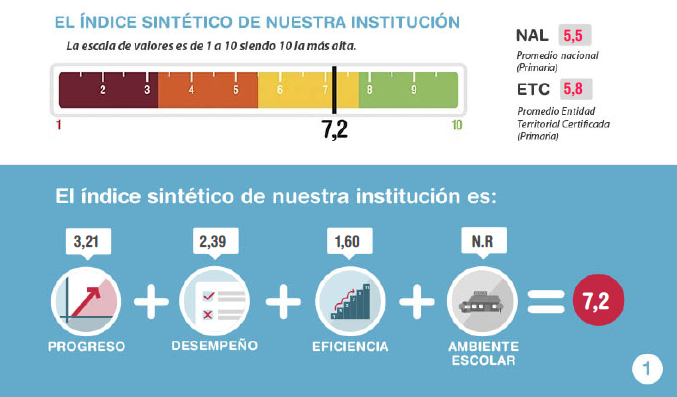 EL ÍNDICE SINTÉTICO DE NUESTRA INSTITUCIÓN
La escala de valores es de 1 a 10 siendo 10 la más alta.
2 3 4 5 6 7 8 9
1 7,2 10
NAL 5,5
Promedio nacional
(Primaria)
ETC 5,8
Promedio Entidad
Territorial Certificada
(Primaria)
El índice sintético de nuestra institución es:
3,21 2,39 1,60 N.R
+ + + = 7,2
PROGRESO DESEMPEÑO EFICIENCIA AMBIENTE
ESCOLAR
1